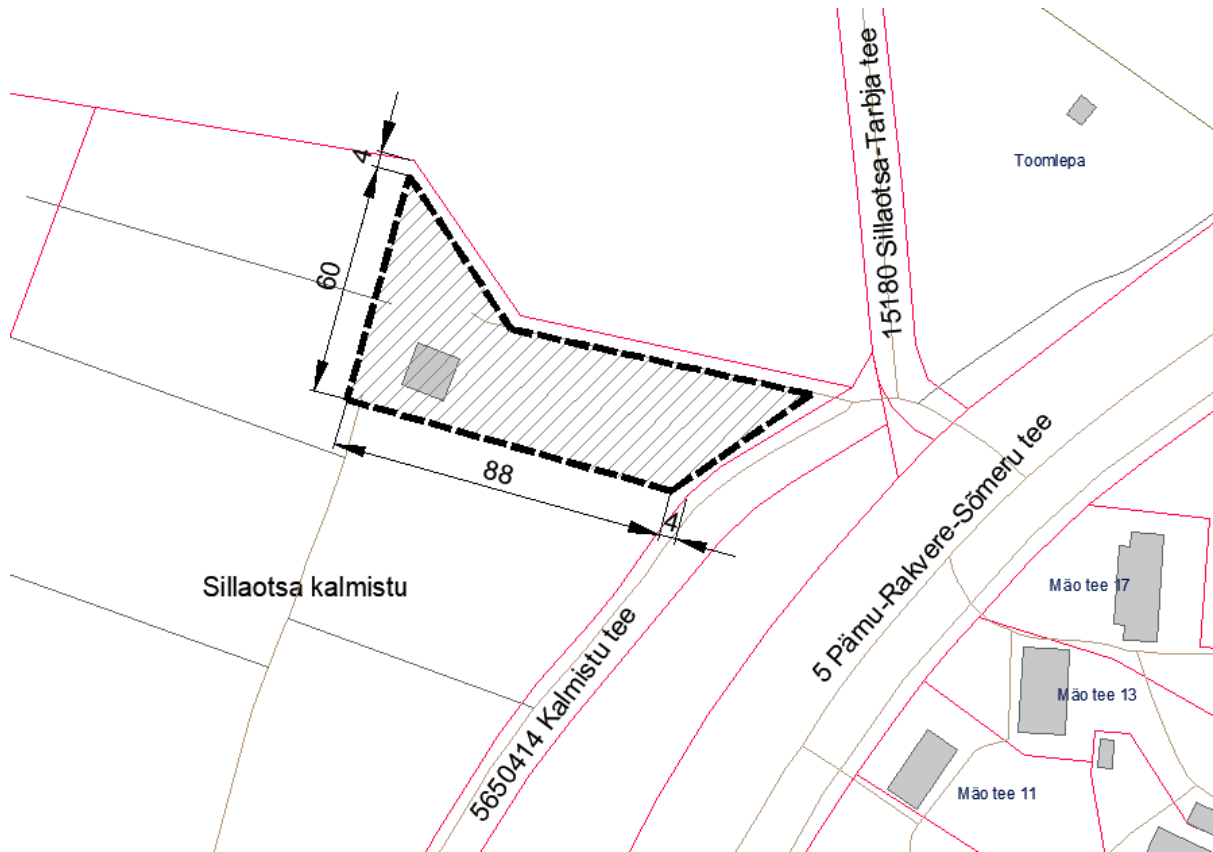 15180 Sillaotsa-Tarbja tee
Toomlepa
4
60
88
4
5 Pämu-Rakvere-Sõmeru tee
Sillaotsa kalmistu
Mäo tee 17
5650414 Kalmistu tee
Mäo tee 13
Mäo tee 11